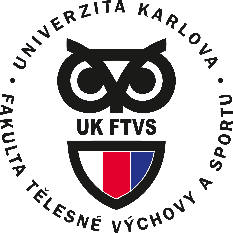 UNIVERZITA KARLOVA
UK FTVS
FAKULTA TĚLESNÉ VÝCHOVY A SPORTU